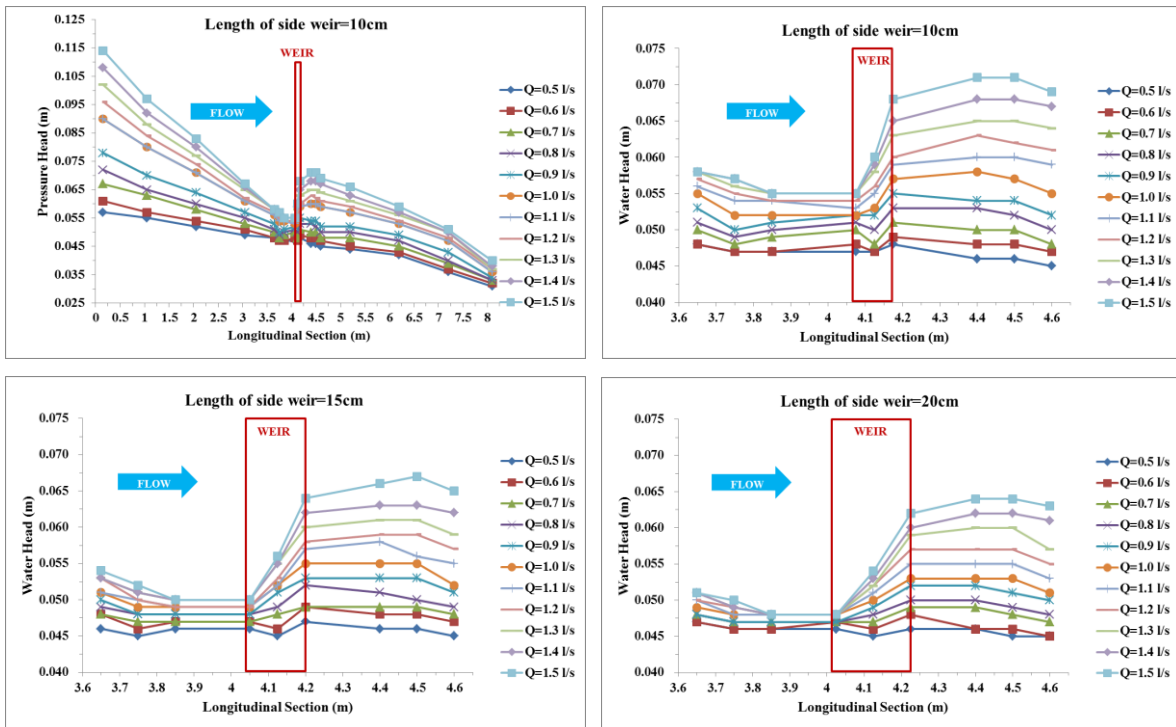 Length of side weir=10cm
WEIR
FLOW
Pressure Head (m)
0.125
0.115
0.105
0.095
0.085
0.075
0.065
0.055
0.045
0.035
0.025
0 0.5 1 1.5 2 2.5 3 3.5 4 4.5 5 5.5 6 6.5 7 7.5 8
Longitudinal Section (m)
Q=0.5 l/s
Q=0.6 l/s
Q=0.7 l/s
Q=0.8 l/s
Q=0.9 l/s
Q=1.0 l/s
Q=1.1 l/s
Q=1.2 l/s
Q=1.3 l/s
Q=1.4 l/s
Q=1.5 l/s
Length of side weir=10cm
WEIR
FLOW
Water Head (m)
0.075
0.070
0.065
0.060
0.055
0.050
0.045
0.040
3.6 3.7 3.8 3.9 4 4.1 4.2 4.3 4.4 4.5 4.6
Longitudinal Section (m)
Q=0.5 l/s
Q=0.6 l/s
Q=0.7 l/s
Q=0.8 l/s
Q=0.9 l/s
Q=1.0 l/s
Q=1.1 l/s
Q=1.2 l/s
Q=1.3 l/s
Q=1.4 l/s
Q=1.5 l/s
Length of side weir=15cm
WEIR
FLOW
Water Head (m)
0.075
0.070
0.065
0.060
0.055
0.050
0.045
0.040
3.6 3.7 3.8 3.9 4 4.1 4.2 4.3 4.4 4.5 4.6
Longitudinal Section (m)
Q=0.5 l/s
Q=0.6 l/s
Q=0.7 l/s
Q=0.8 l/s
Q=0.9 l/s
Q=1.0 l/s
Q=1.1 l/s
Q=1.2 l/s
Q=1.3 l/s
Q=1.4 l/s
Q=1.5 l/s
Length of side weir=20cm
WEIR
FLOW
Water Head (m)
0.075
0.070
0.065
0.060
0.055
0.050
0.045
0.040
3.6 3.7 3.8 3.9 4 4.1 4.2 4.3 4.4 4.5 4.6
Longitudinal Section (m)
Q=0.5 l/s
Q=0.6 l/s
Q=0.7 l/s
Q=0.8 l/s
Q=0.9 l/s
Q=1.0 l/s
Q=1.1 l/s
Q=1.2 l/s
Q=1.3 l/s
Q=1.4 l/s
Q=1.5 l/s